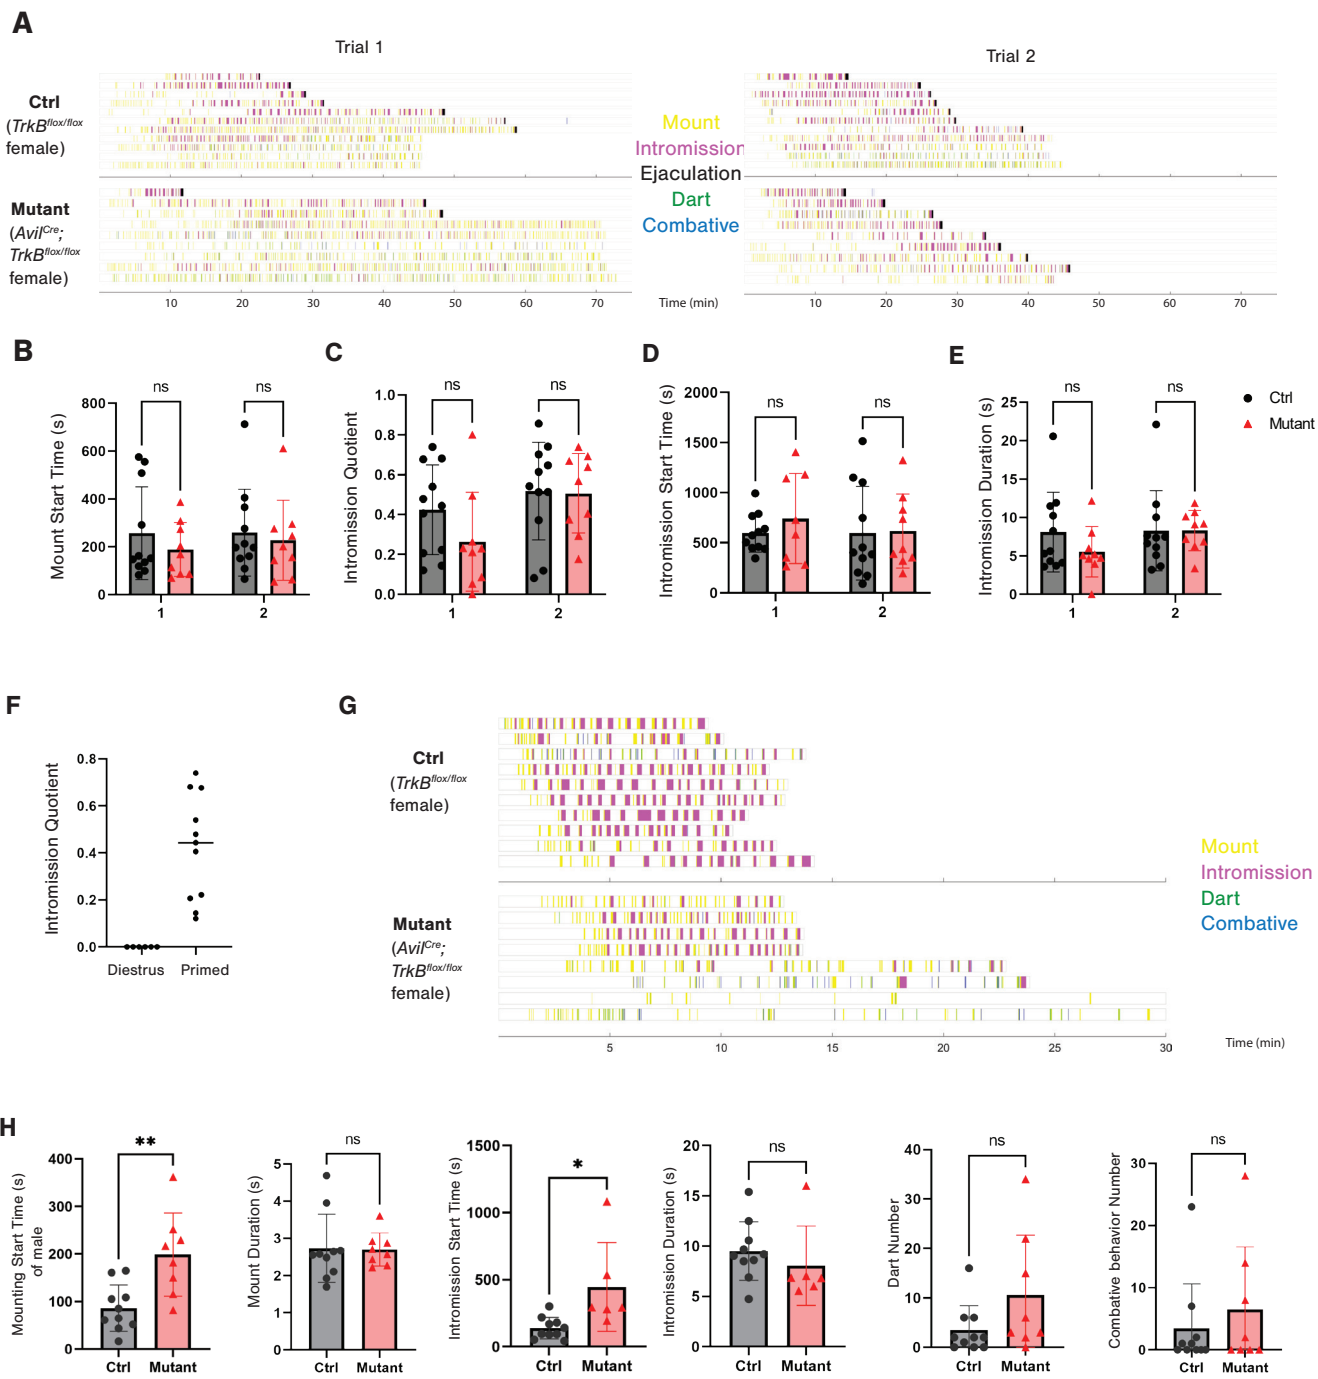 A
Trial 1
Trial 2
Ctrl
(TrkBflox/flox
female)
Mount
Intromission
Ejaculation
Dart
Combative
Mutant
(AvilCre;
TrkBflox/flox
female)
10 20 30 40 50 60 70
Time (min)
10 20 30 40 50 60 70
B
ns ns
Mount Start Time (s)
800
600
400
200
0
1 2
C
ns ns
Intromission Quotient
1.0
0.8
0.6
0.4
0.2
0.0
1 2
D
ns ns
Intromission Start Time (s)
2000
1500
1000
500
0
1 2
E
ns ns
Intromission Duration (s)
25
20
15
10
5
0
1 2
Ctrl
Mutant
F
Intromission Quotient
0.8
0.6
0.4
0.2
0.0
Diestrus Primed
G
Ctrl
(TrkBflox/flox
female)
Mutant
(AvilCre;
TrkBflox/flox
female)
Mount
Intromission
Dart
Combative
5 10 15 20 25 30
Time (min)
H
**
Mounting Start Time (s)
of male
400
300
200
100
0
Ctrl Mutant
ns
Mount Duration (s)
5
4
3
2
1
0
Ctrl Mutant
*
Intromission Start Time (s)
1500
1000
500
0
Ctrl Mutant
ns
Intromission Duration (s)
20
15
10
5
0
Ctrl Mutant
ns
Dart Number
40
30
20
10
0
Ctrl Mutant
ns
Combative behavior Number
30
20
10
0
Ctrl Mutant